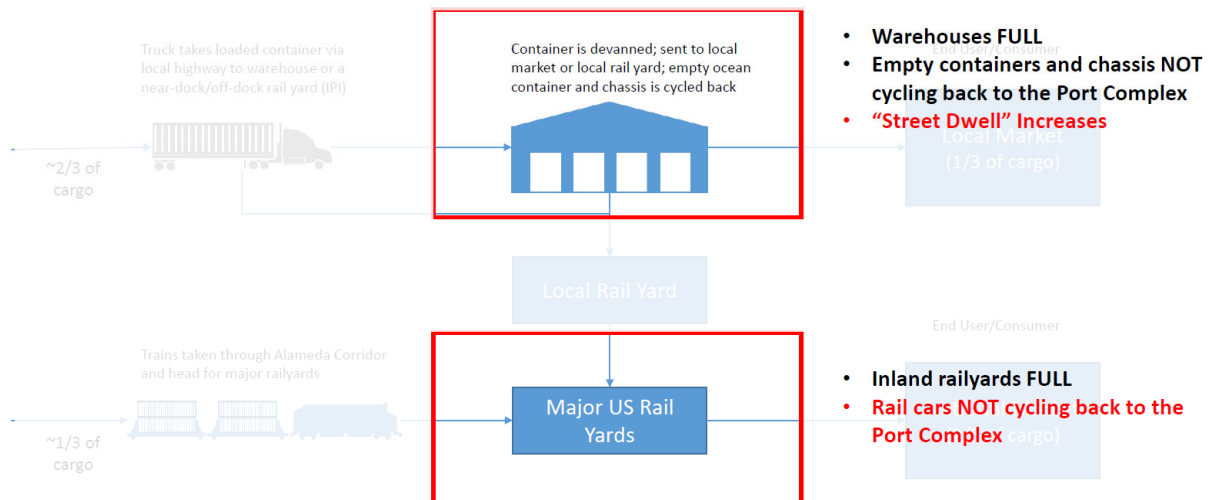 Truck takes loaded container via
local highway to warehouse or a
near-dock/off-dock rail yard (IPI)
Container is devanned; sent to local
market or local rail yard; empty ocean
container and chassis is cycled back
• Warehouses FULL
• Empty containers and chassis NOT
cycling back to the Port Complex
• “Street Dwell” Increases
End User/Consumer
Local Market
(1/3 of cargo)
~2/3 of
cargo
Local Rail Yard
Trains taken through Alameda Corridor
and head for major railyards
Major US Rail
Yards
End User/Consumer
• Inland railyards FULL
• Rail cars NOT cycling back to the
Port Complex
of cargo)
~1/3 of
cargo